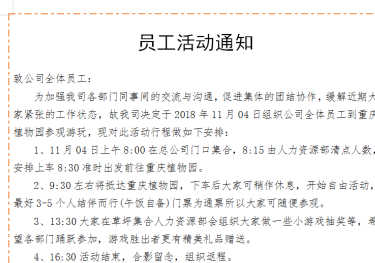 员工活动通知
致公司全体员工：
为加强我司各部门同事间的交流与沟通，促进集体的团结协作，缓解近期大
家紧张的工作状态，故我司决定于 2018 年 11 月 04 日组织公司全体员工到重庆
植物园参观游玩，现对此活动行程做如下安排：
1、11 月 04 日上午 8:00 在总公司门口集合，8:15 由人力资源部清点人数，
安排上车 8:30 准时出发前往重庆植物园。
2、9:30 左右将抵达重庆植物园，下车后大家可稍作休息，开始自由活动，
最好 3-5 个人结伴而行(午饭自备)门票为通票所以大家可随便参观。
3、13:30 大家在草坪集合人力资源部会组织大家做一些小游戏抽奖等，希
望各部门踊跃参加，游戏胜出者更有精美礼品赠送。
4、16:30 活动结束，合影留念，组织返程。